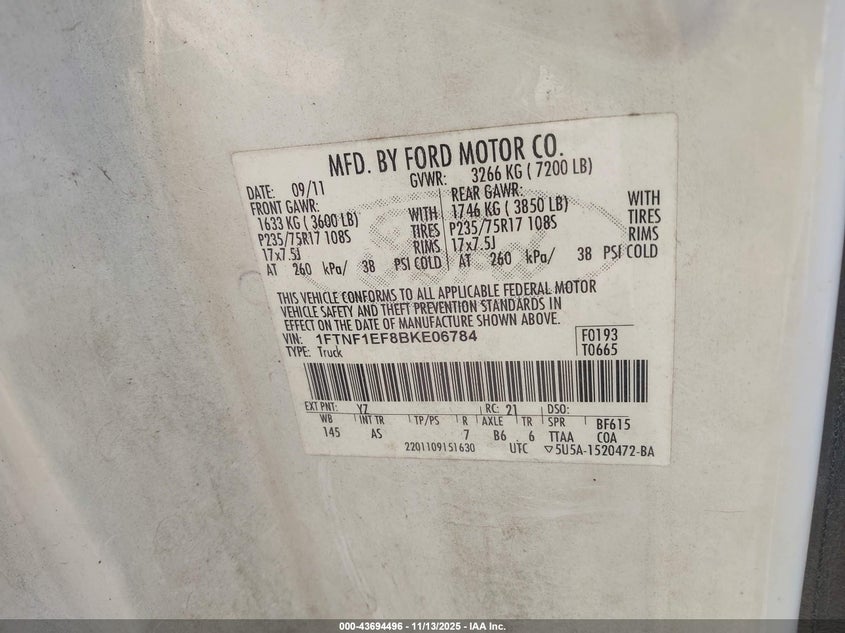 MFD. BY FORD MOTOR CO.
DATE: 09/11 GVWR: 3266 KG ( 7200 LB)
FRONT GAWR: REAR GAWR:
1633 KG ( 3600 LB) WITH 1746 KG ( 3850 LB) WITH
P235/75R17 108S TIRES P235/75R17 108S TIRES
17x7.5J RIMS 17x7.5J RIMS
AT 260 kPa/ 38 PSI COLD AT 260 kPa/ 38 PSI COLD
THIS VEHICLE CONFORMS TO ALL APPLICABLE FEDERAL MOTOR
VEHICLE SAFETY AND THEFT PREVENTION STANDARDS IN
EFFECT ON THE DATE OF MANUFACTURE SHOWN ABOVE.
VIN: 1FTNF1EF8BKE06784 F0193
TYPE: Truck T0665
EXT PNT: YZ RC: 21 DSO:
WB INT TR TP/PS R AXLE TR SPR BF615
145 AS 7 B6 6 TTAA COA
2201109151630 UTC ▽5U5A-1520472-BA
000-43694496 - 11/13/2025 - IAA Inc.